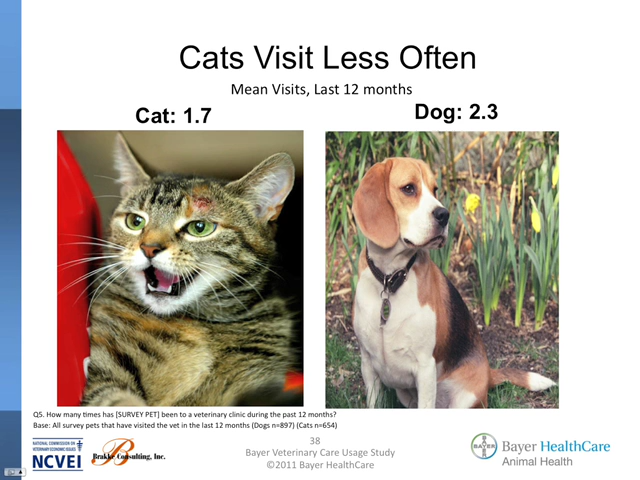 Cats Visit Less Often
Mean Visits, Last 12 months
Cat: 1.7
Dog: 2.3
Q5. How many times has [SURVEY PET] been to a veterinary clinic during the past 12 months?
Base: All survey pets that have visited the vet in the last 12 months (Dogs n=897) (Cats n=654)
NATIONAL COMMISSION ON
VETERINARY ECONOMIC ISSUES
NCVEI
Brakke Consulting, Inc.
38
Bayer Veterinary Care Usage Study
©2011 Bayer HealthCare
BAYER
Bayer HealthCare
Animal Health